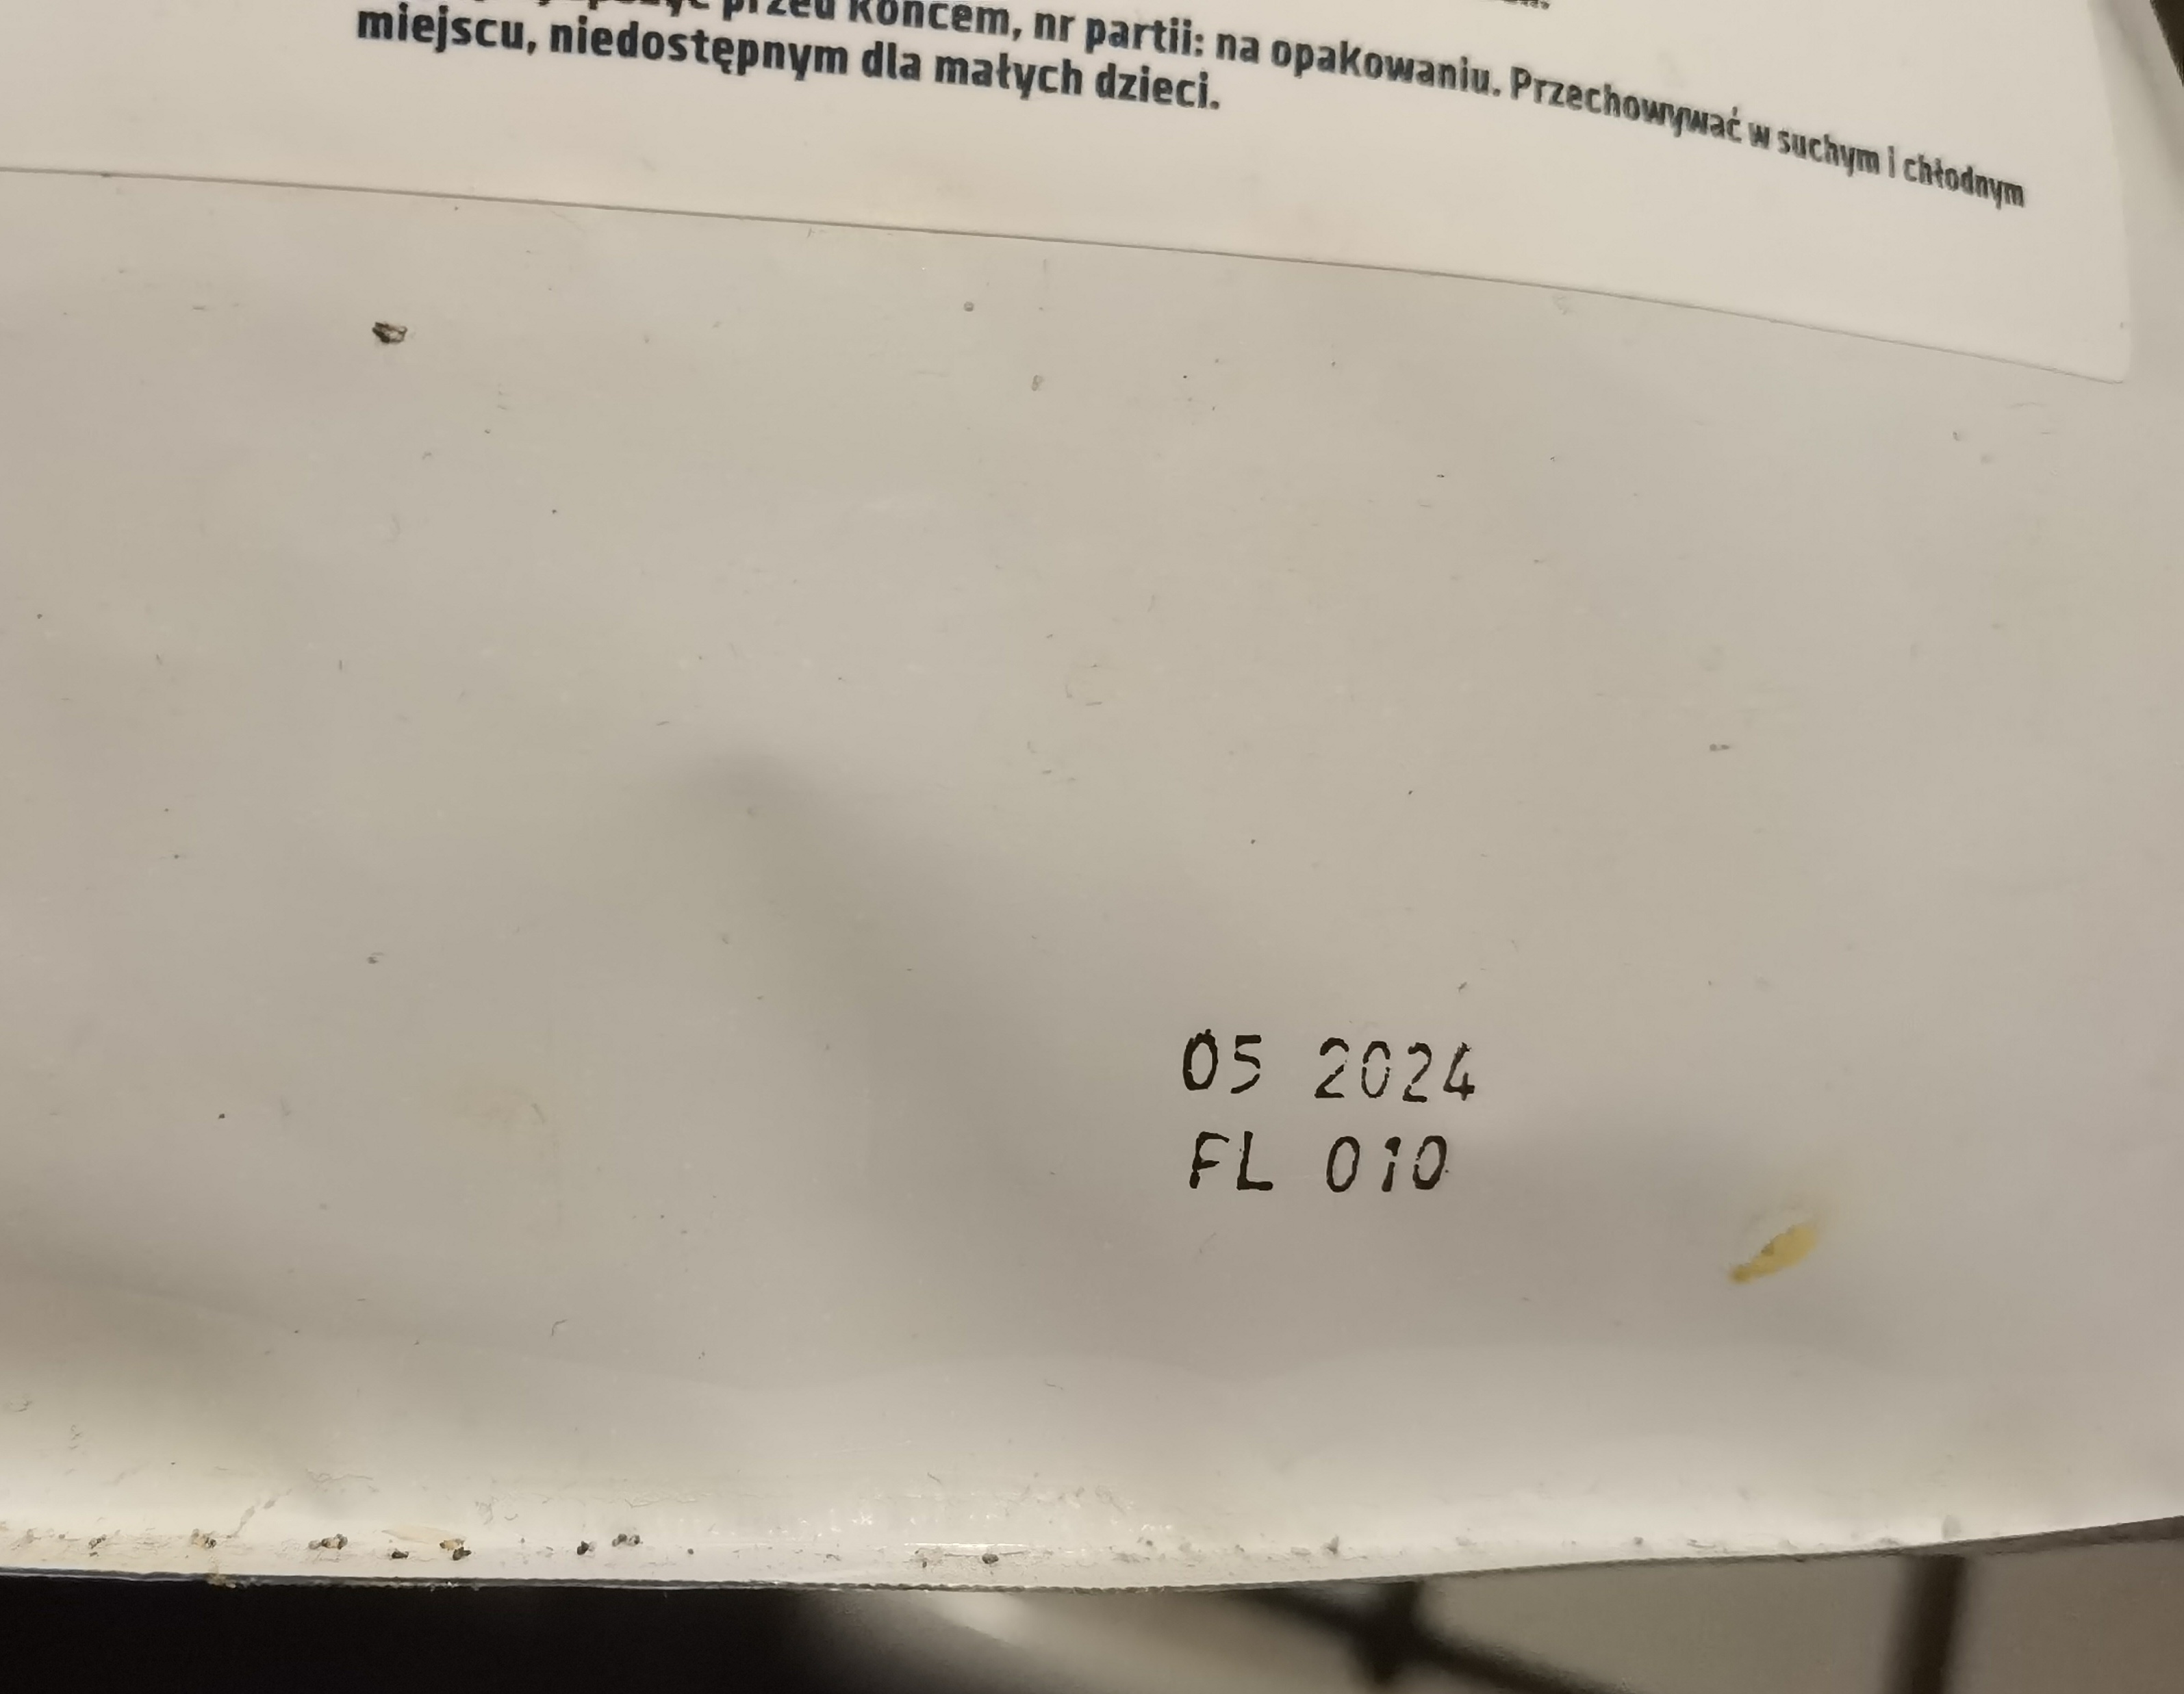 przed końcem, nr partii: na opakowaniu. Przechowywać w suchym i chłodnym
miejscu, niedostępnym dla małych dzieci.
05 2024
FL 010